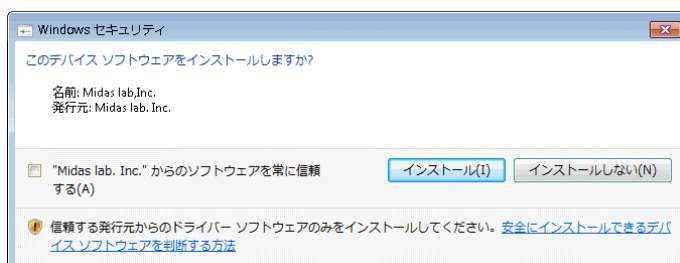 Windows セキュリティ
このデバイス ソフトウェアをインストールしますか?
名前: Midas lab,Inc.
発行元: Midas lab. Inc.
"Midas lab. Inc." からのソフトウェアを常に信頼
する(A)
インストール(I)
インストールしない(N)
信頼する発行元からのドライバー ソフトウェアのみをインストールしてください。安全にインストールできるデバ
イス ソフトウェアを判断する方法